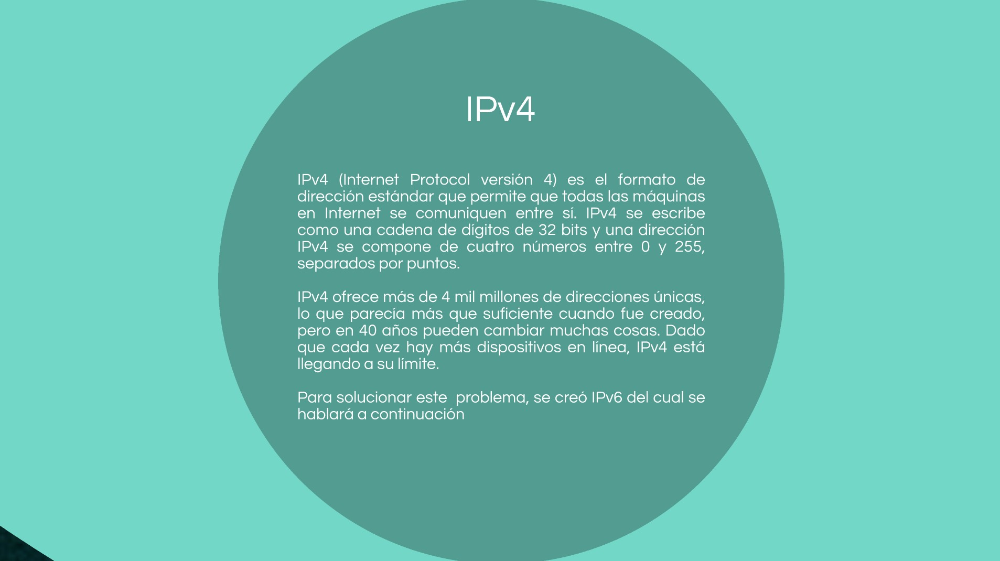 IPv4
IPv4 (Internet Protocol versión 4) es el formato de
dirección estándar que permite que todas las máquinas
en Internet se comuniquen entre sí. IPv4 se escribe
como una cadena de dígitos de 32 bits y una dirección
IPv4 se compone de cuatro números entre 0 y 255,
separados por puntos.
IPv4 ofrece más de 4 mil millones de direcciones únicas,
lo que parecía más que suficiente cuando fue creado,
pero en 40 años pueden cambiar muchas cosas. Dado
que cada vez hay más dispositivos en línea, IPv4 está
llegando a su límite.
Para solucionar este  problema, se creó IPv6 del cual se
hablará a continuación